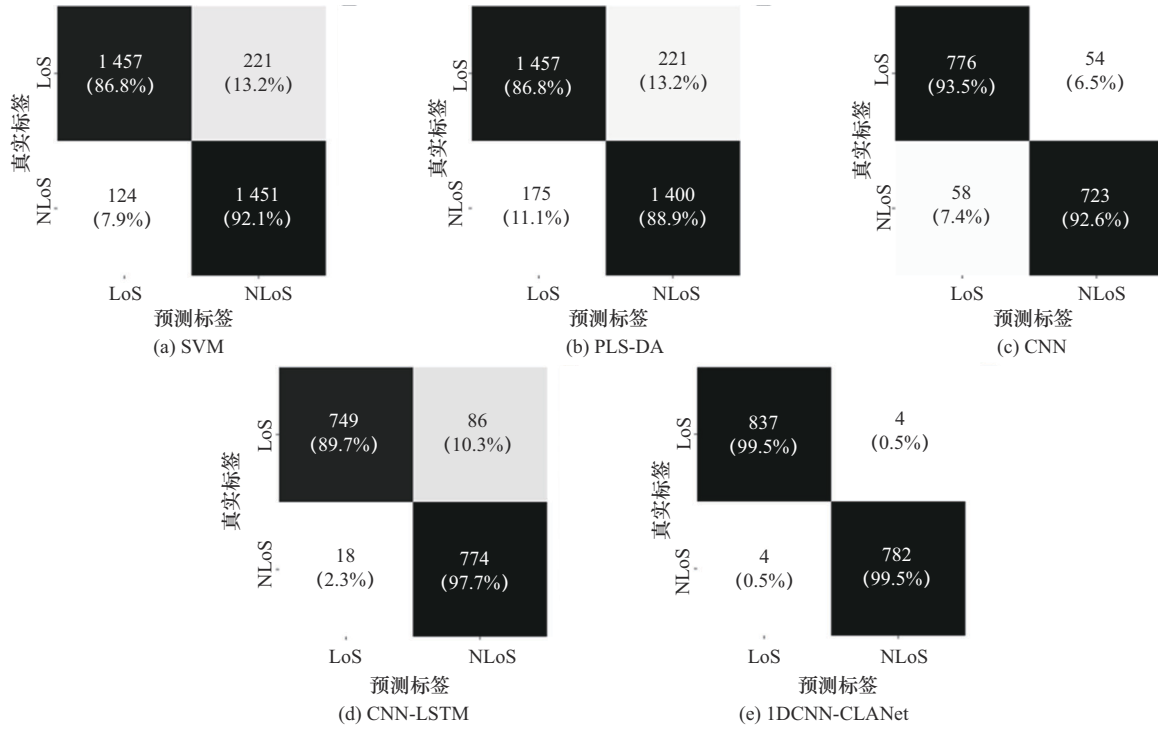 真实标签
LoS
1 457
(86.8%)
221
(13.2%)
NLoS
124
(7.9%)
1 451
(92.1%)
LoS
NLoS
预测标签
(a) SVM
真实标签
LoS
1 457
(86.8%)
221
(13.2%)
NLoS
175
(11.1%)
1 400
(88.9%)
LoS
NLoS
预测标签
(b) PLS-DA
真实标签
LoS
776
(93.5%)
54
(6.5%)
NLoS
58
(7.4%)
723
(92.6%)
LoS
NLoS
预测标签
(c) CNN
真实标签
LoS
749
(89.7%)
86
(10.3%)
NLoS
18
(2.3%)
774
(97.7%)
LoS
NLoS
预测标签
(d) CNN-LSTM
真实标签
LoS
837
(99.5%)
4
(0.5%)
NLoS
4
(0.5%)
782
(99.5%)
LoS
NLoS
预测标签
(e) 1DCNN-CLANet